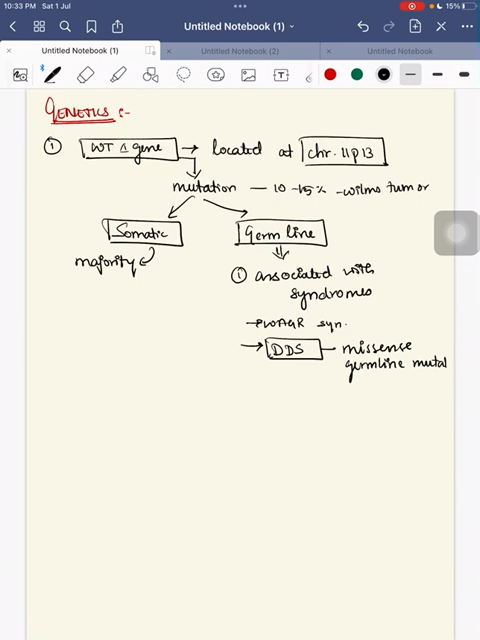 10:33 PM Sat 1 Jul 15%
Untitled Notebook (1)
Untitled Notebook (1) Untitled Notebook (2) Untitled Notebook
GENETICS :-
① WT 1 gene → located at chr. 11p13
mutation — 10 -15% -wilms tumor
Somatic Germ line
majority
① associated with
syndromes
→ WAGR syn.
→ DDS — missense
germline mutat